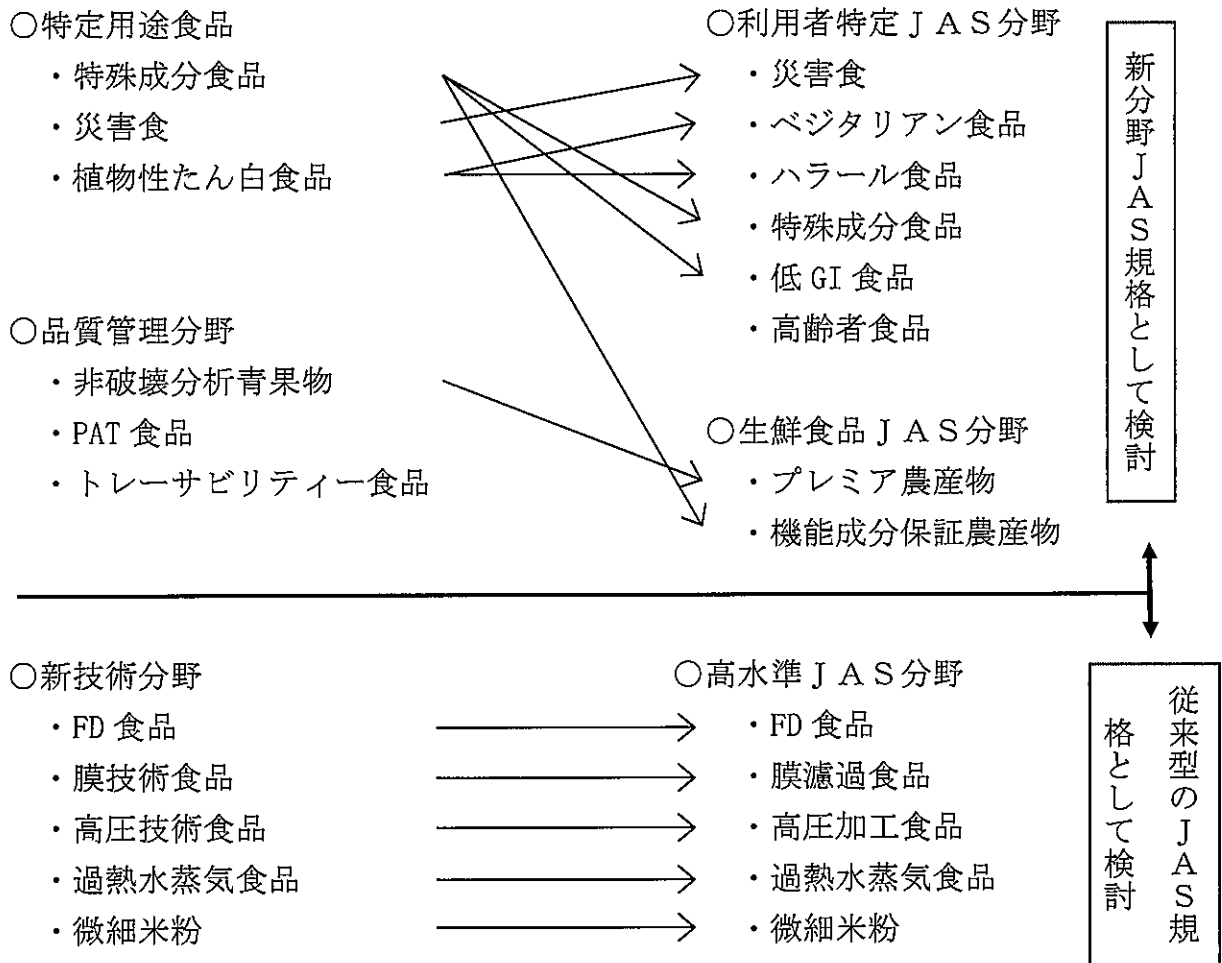 ○特定用途食品
・特殊成分食品
・災害食
・植物性たん白食品
○品質管理分野
・非破壊分析青果物
・PAT 食品
・トレーサビリティー食品
○利用者特定ＪＡＳ分野
・災害食
・ベジタリアン食品
・ハラール食品
・特殊成分食品
・低 GI 食品
・高齢者食品
○生鮮食品ＪＡＳ分野
・プレミア農産物
・機能成分保証農産物
新分野ＪＡＳ規格として検討
○新技術分野
・FD 食品
・膜技術食品
・高圧技術食品
・過熱水蒸気食品
・微細米粉
○高水準ＪＡＳ分野
・FD 食品
・膜濾過食品
・高圧加工食品
・過熱水蒸気食品
・微細米粉
従来型のＪＡＳ規
格として検討